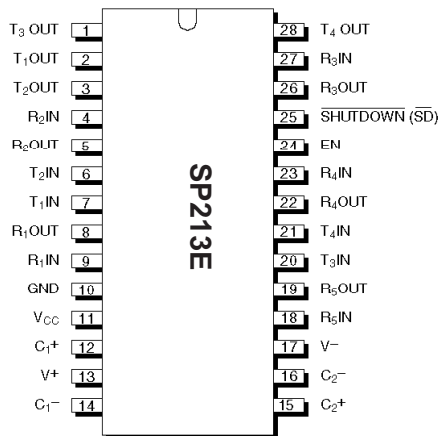 T3 OUT 1 28 T4 OUT
T1OUT 2 27 R3IN
T2OUT 3 26 R3OUT
R2IN 4 25 SHUTDOWN (SD)
R2OUT 5 24 EN
T2IN 6 23 R4IN
T1IN 7 22 R4OUT
R1OUT 8 21 T4IN
R1IN 9 20 T3IN
GND 10 19 R5OUT
VCC 11 18 R5IN
C1+ 12 17 V–
V+ 13 16 C2–
C1– 14 15 C2+
SP213E